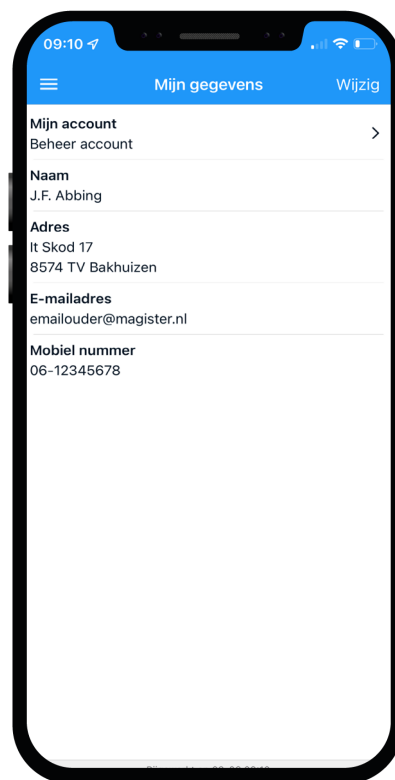 09:10
Mijn gegevens
Wijzig
Mijn account
Beheer account
Naam
J.F. Abbing
Adres
It Skod 17
8574 TV Bakhuizen
E-mailadres
emailouder@magister.nl
Mobiel nummer
06-12345678